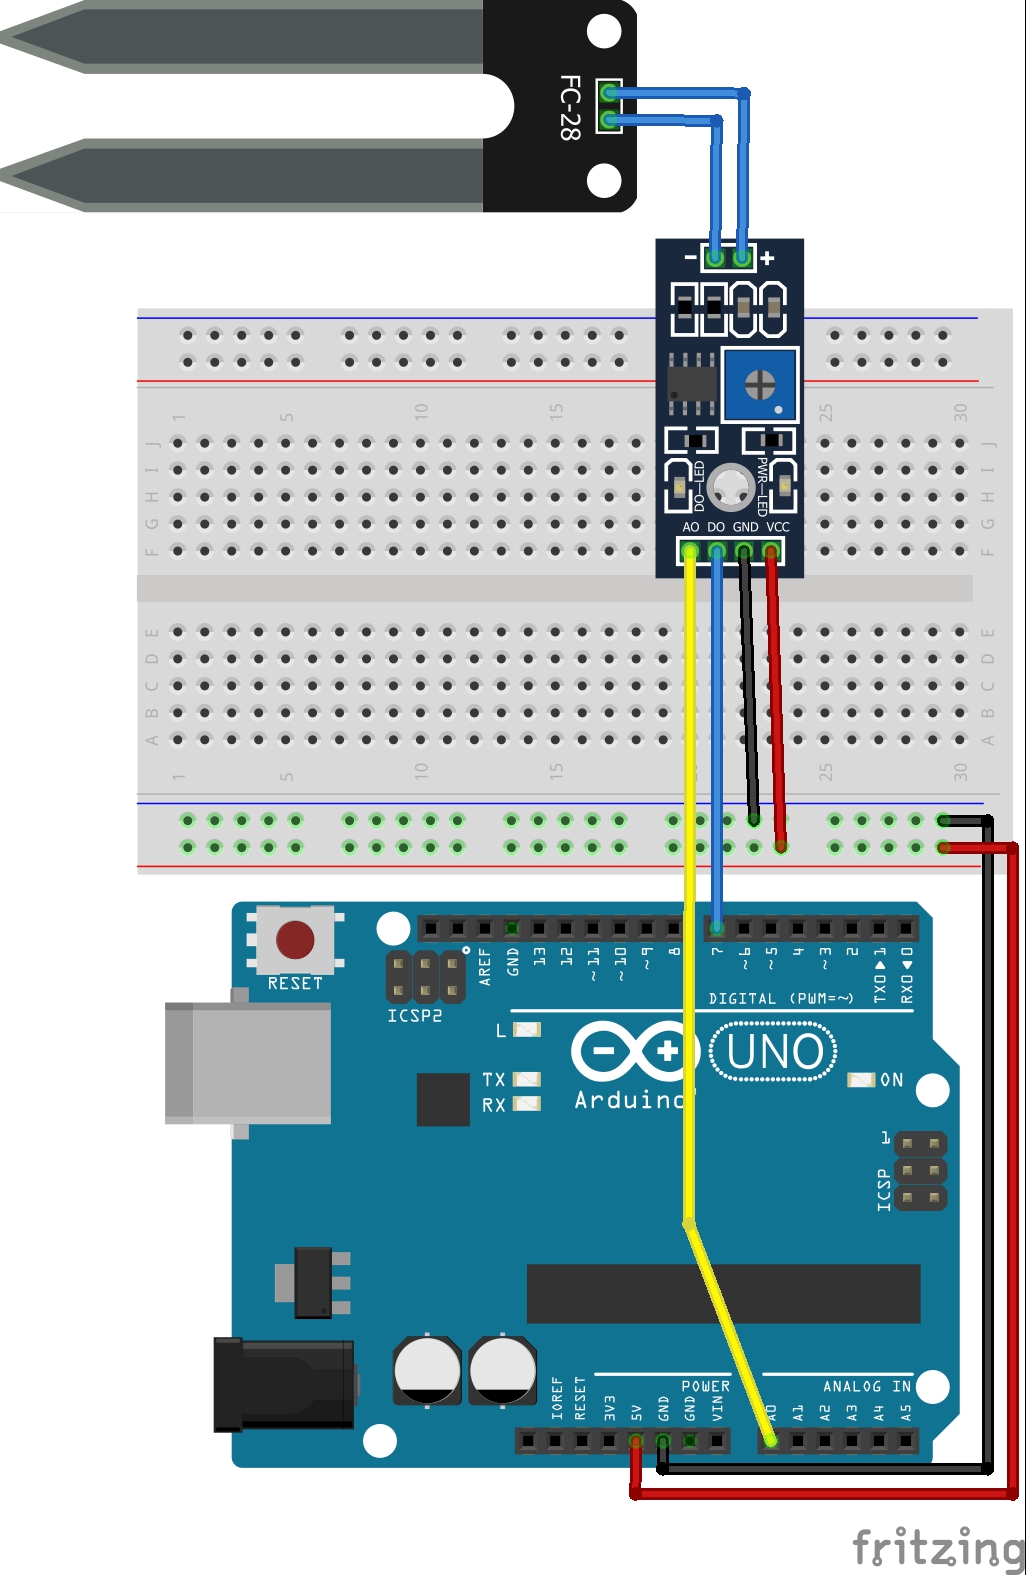 FC-28
- +
DO-LED
PWR-LED
AO DO GND VCC
1 5 10 15 25 30
J J
I I
H H
G G
F F
E E
D D
C C
B B
A A
1 5 10 15 25 30
RESET
ICSP2
AREF GND 13 12 ~11 ~10 ~9 8 7 ~6 ~5 4 ~3 2 TX0▶1 RX0◀0
DIGITAL (PWM=~)
L
TX
RX
- +
UNO
Arduino
ON
1
ICSP
POWER ANALOG IN
IOREF RESET 3V3 5V GND GND VIN A0 A1 A2 A3 A4 A5
fritzing